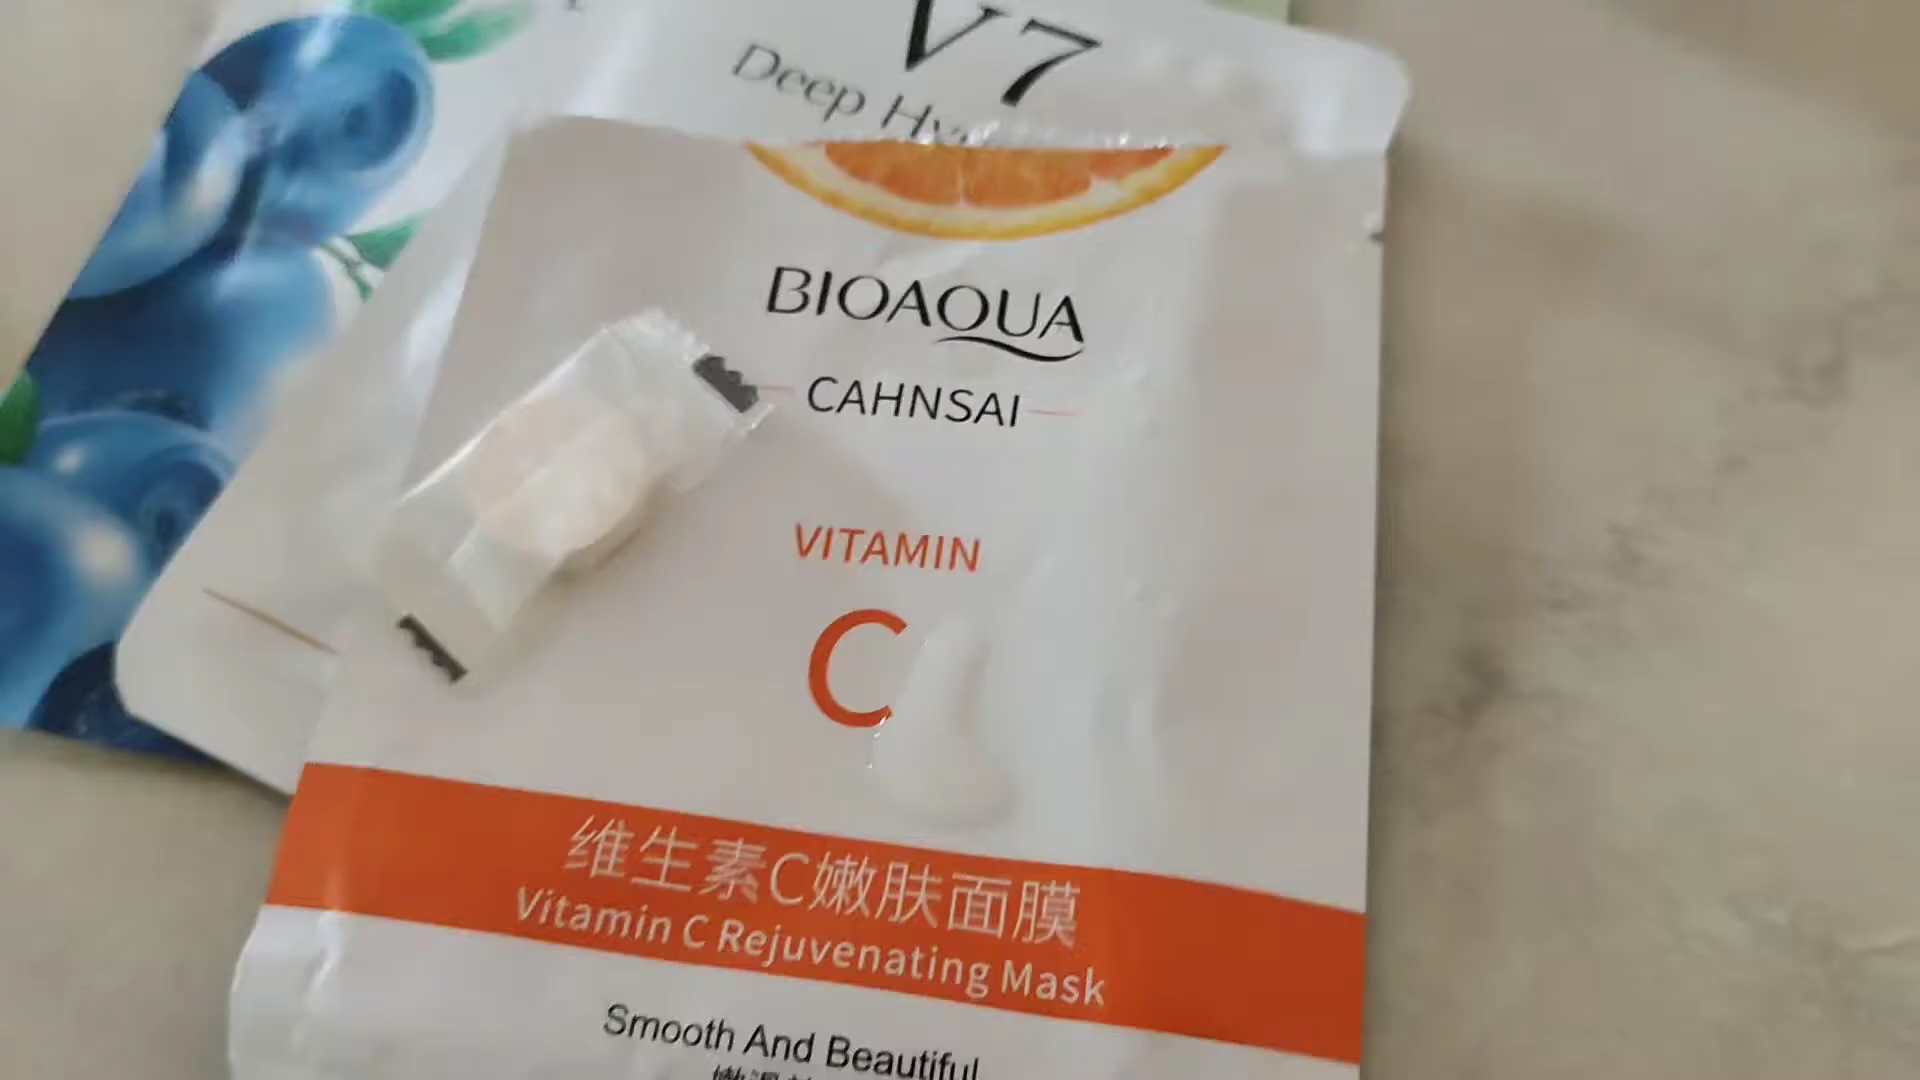 V7
Deep
BIOAQUA
CAHNSAI
VITAMIN
C
维生素C嫩肤面膜
Vitamin C Rejuvenating Mask
Smooth And Beautiful